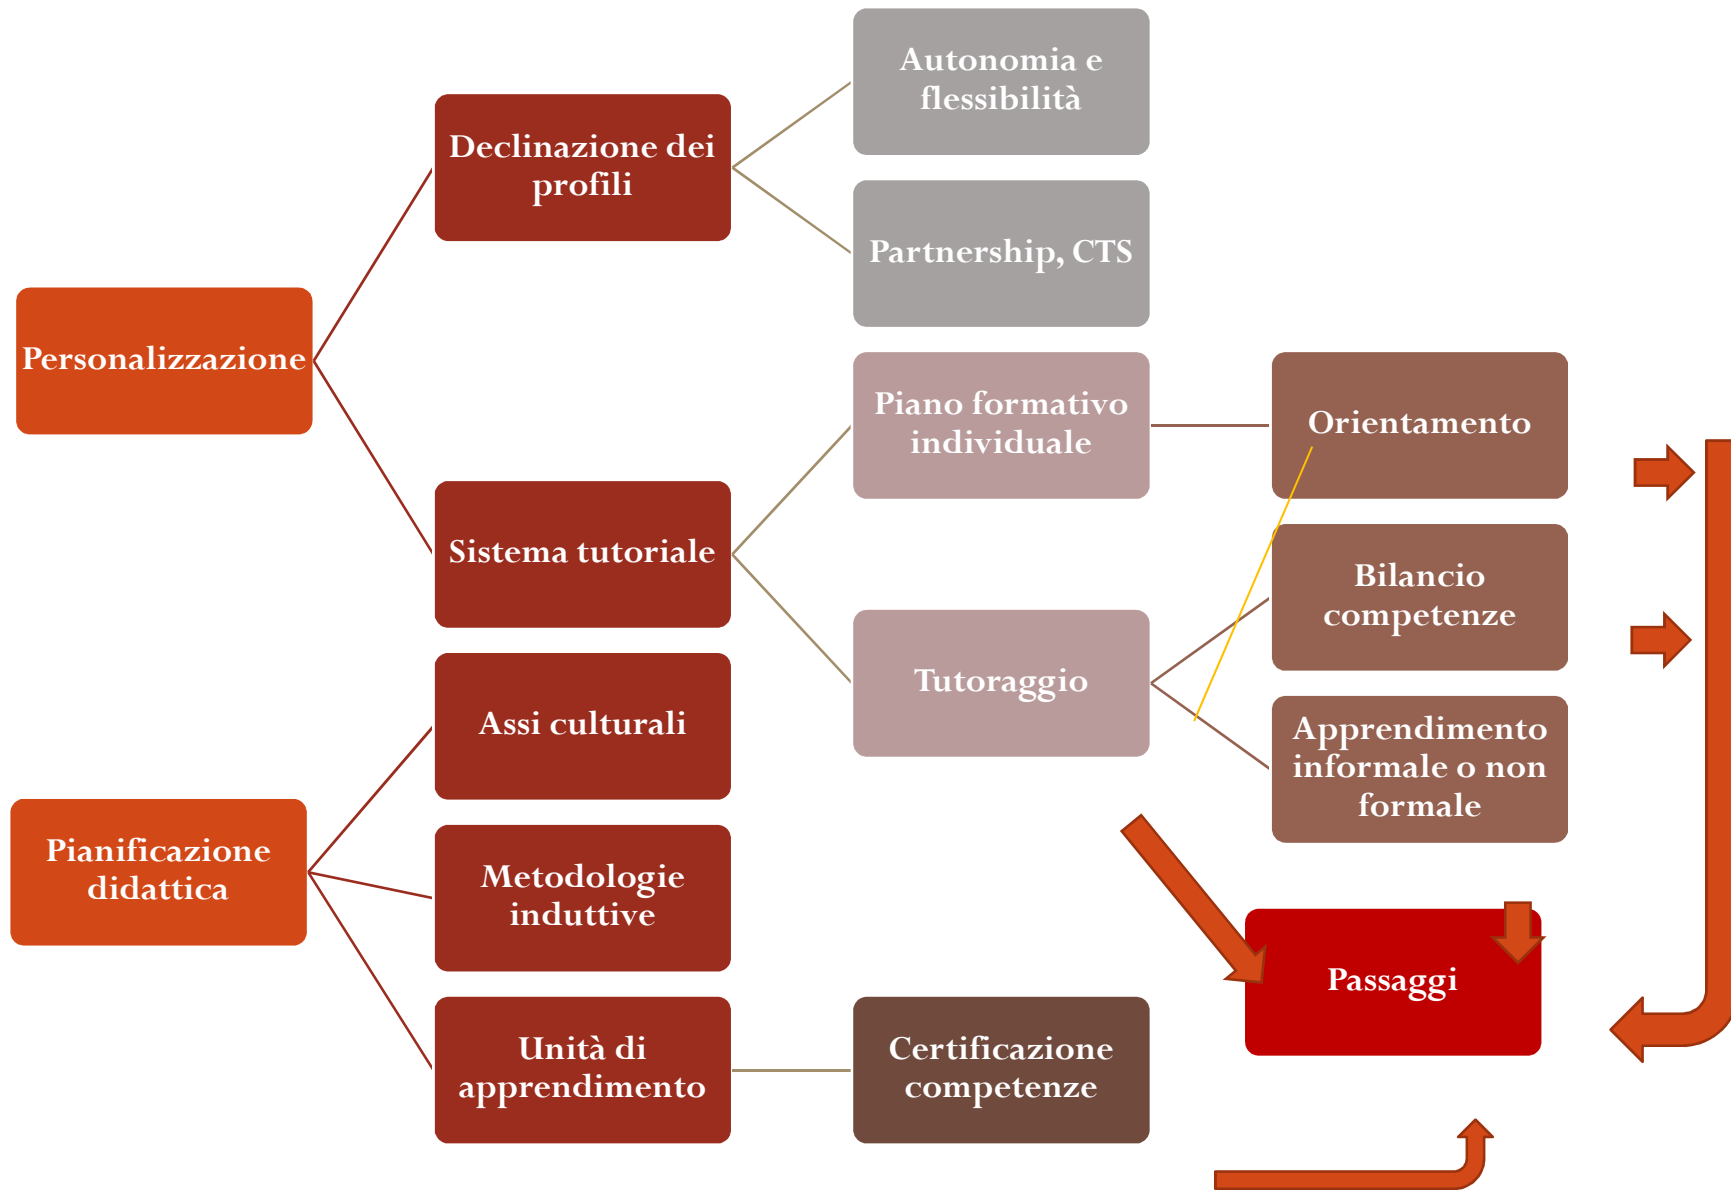 Autonomia e
flessibilità
Declinazione dei
profili
Partnership, CTS
Personalizzazione
Piano formativo
individuale
Orientamento
Sistema tutoriale
Bilancio
competenze
Tutoraggio
Apprendimento
informale o non
formale
Assi culturali
Pianificazione
didattica
Metodologie
induttive
Passaggi
Unità di
apprendimento
Certificazione
competenze